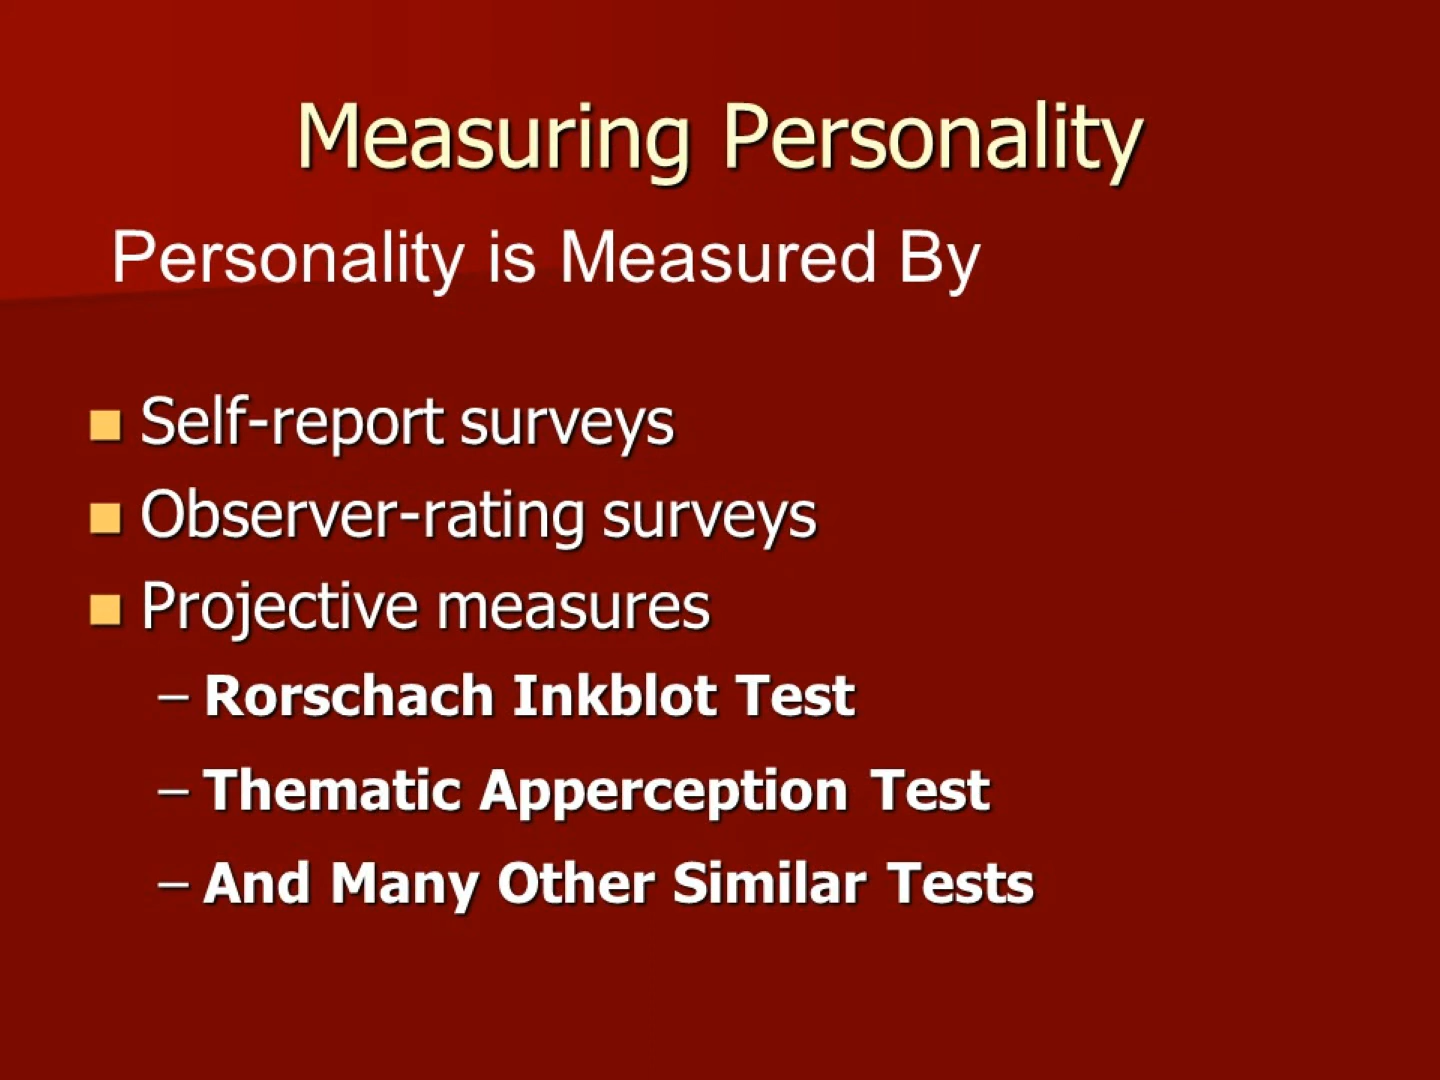 Measuring Personality
Personality is Measured By
■ Self-report surveys
■ Observer-rating surveys
■ Projective measures
– Rorschach Inkblot Test
– Thematic Apperception Test
– And Many Other Similar Tests